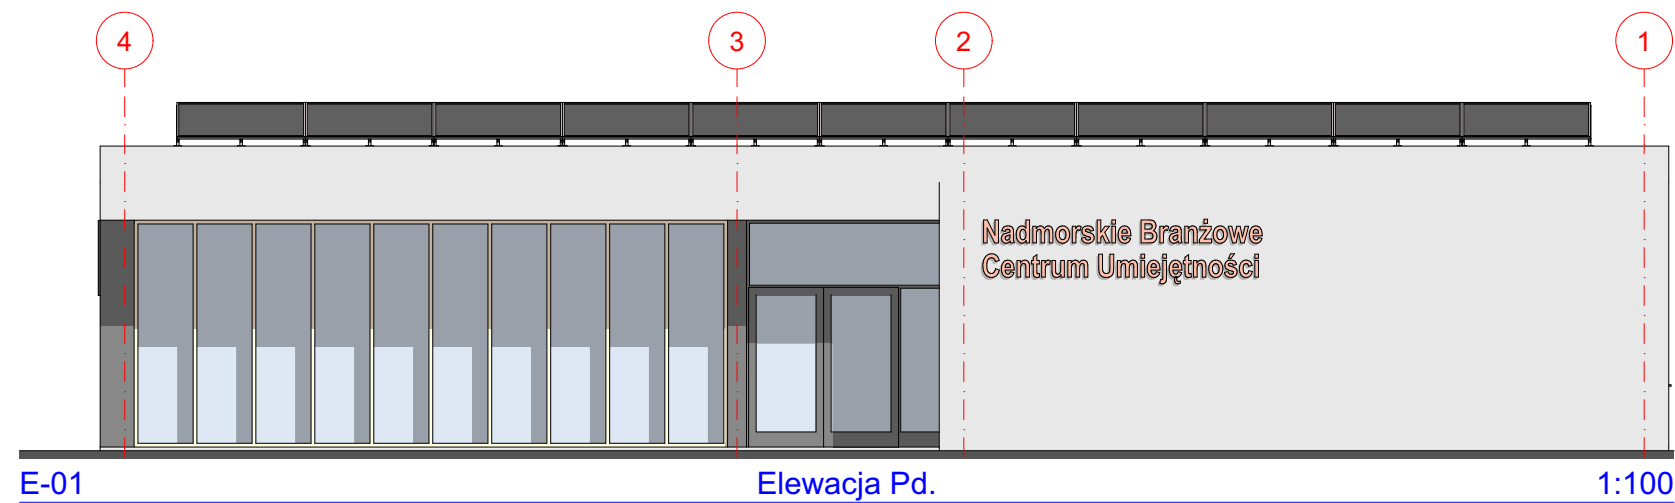 4 3 2 1
Nadmorskie Branżowe
Centrum Umiejętności
E-01 Elewacja Pd. 1:100